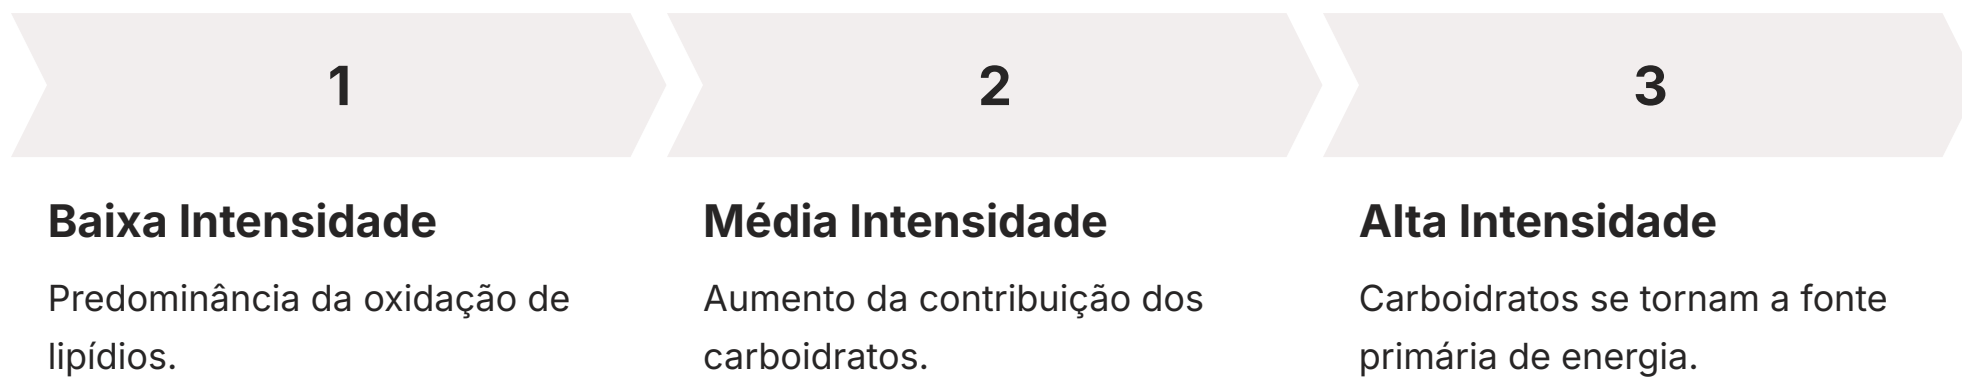 1
Baixa Intensidade
Predominância da oxidação de
lipídios.
2
Média Intensidade
Aumento da contribuição dos
carboidratos.
3
Alta Intensidade
Carboidratos se tornam a fonte
primária de energia.